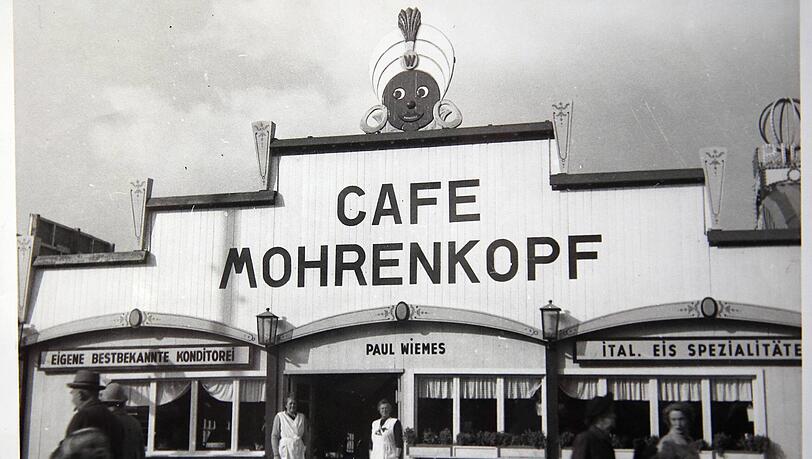 W
CAFE
MOHRENKOPF
PAUL WIEMES
EIGENE BESTBEKANNTE KONDITOREI
ITAL. EIS SPEZIALITÄTE